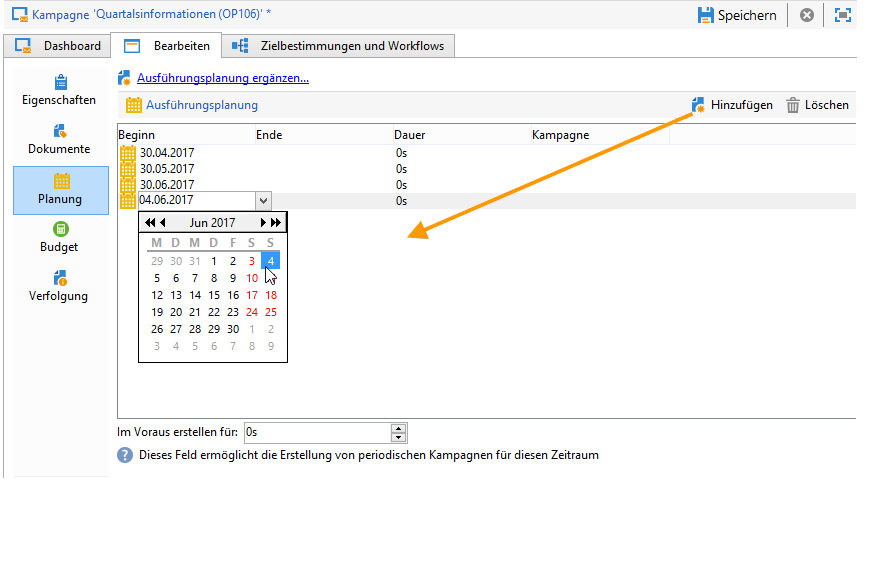 Kampagne 'Quartalsinformationen (OP106)' *
Speichern
Dashboard Bearbeiten Zielbestimmungen und Workflows
Ausführungsplanung ergänzen...
Eigenschaften
Ausführungsplanung Hinzufügen Löschen
Beginn Ende Dauer Kampagne
Dokumente
30.04.2017 0s
30.05.2017 0s
30.06.2017 0s
Planung
04.06.2017 0s
Jun 2017
Budget
M D M D F S S
29 30 31 1 2 3 4
5 6 7 8 9 10
Verfolgung
12 13 14 15 16 17 18
19 20 21 22 23 24 25
26 27 28 29 30 1 2
3 4 5 6 7 8 9
Im Voraus erstellen für: 0s
? Dieses Feld ermöglicht die Erstellung von periodischen Kampagnen für diesen Zeitraum